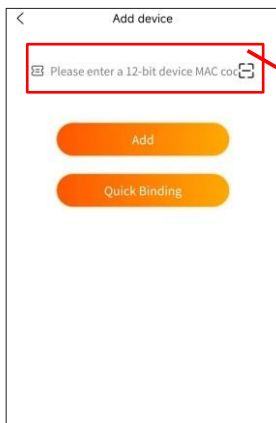 Add device
Please enter a 12-bit device MAC coc
Add
Quick Binding